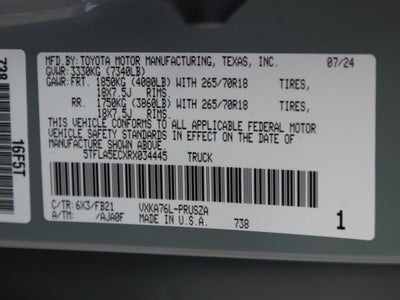 MFD.BY: TOYOTA MOTOR MANUFACTURING, TEXAS, INC. 07/24
GVWR: 3330KG (7340LB)
GAWR: FRT. 1850KG (4080LB) WITH 265/70R18 TIRES,
18X7.5J RIMS.
RR. 1750KG (3860LB) WITH 265/70R18 TIRES,
18X7.5J RIMS.
THIS VEHICLE CONFORMS TO ALL APPLICABLE FEDERAL MOTOR
VEHICLE SAFETY STANDARDS IN EFFECT ON THE DATE OF
MANUFACTURE SHOWN ABOVE.
5TFLA5ECXRX034445 TRUCK
C/TR: 6X3/FB21 VXKA76L-PRUSZA
A/TM: /AJA0F MADE IN U.S.A. 738 1
738
16F5T